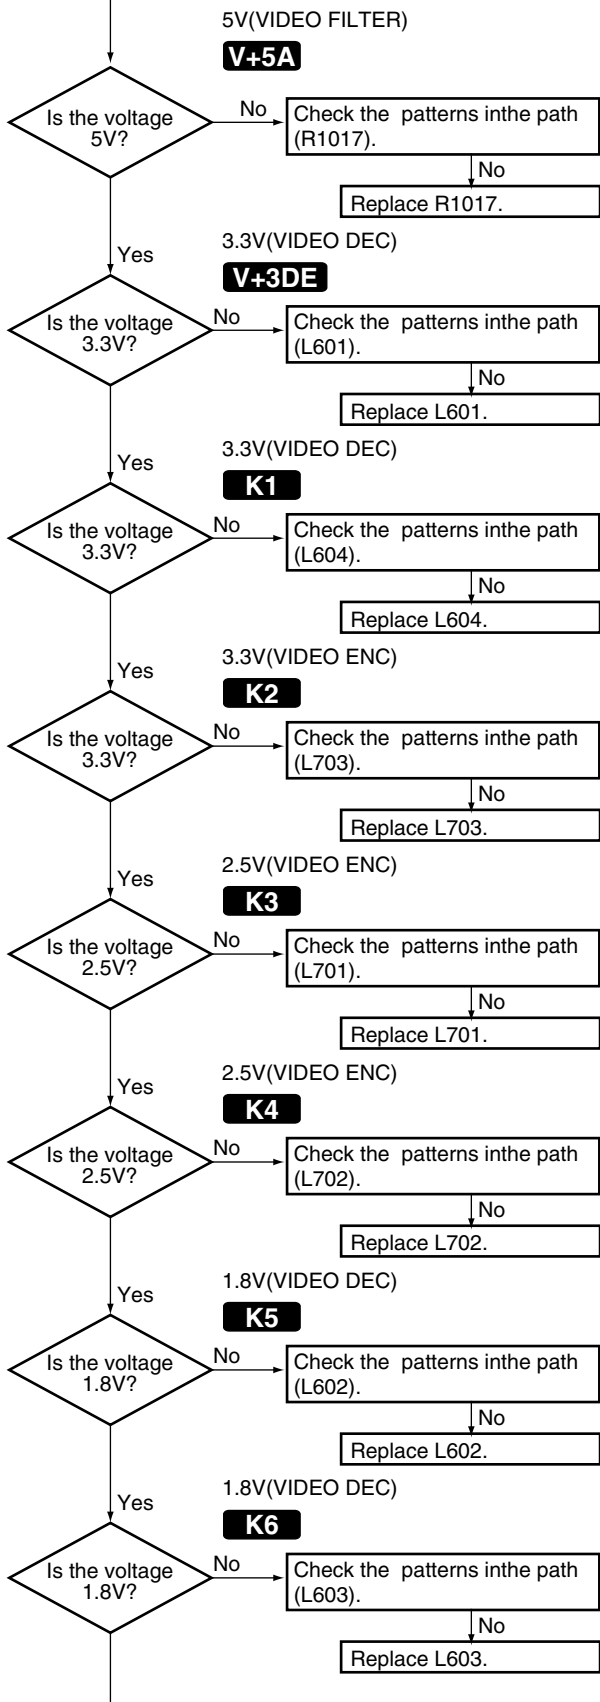 5V(VIDEO FILTER)
V+5A
Is the voltage
5V?
No
Check the patterns inthe path
(R1017).
No
Replace R1017.
Yes
3.3V(VIDEO DEC)
V+3DE
Is the voltage
3.3V?
No
Check the patterns inthe path
(L601).
No
Replace L601.
Yes
3.3V(VIDEO DEC)
K1
Is the voltage
3.3V?
No
Check the patterns inthe path
(L604).
No
Replace L604.
Yes
3.3V(VIDEO ENC)
K2
Is the voltage
3.3V?
No
Check the patterns inthe path
(L703).
No
Replace L703.
Yes
2.5V(VIDEO ENC)
K3
Is the voltage
2.5V?
No
Check the patterns inthe path
(L701).
No
Replace L701.
Yes
2.5V(VIDEO ENC)
K4
Is the voltage
2.5V?
No
Check the patterns inthe path
(L702).
No
Replace L702.
Yes
1.8V(VIDEO DEC)
K5
Is the voltage
1.8V?
No
Check the patterns inthe path
(L602).
No
Replace L602.
Yes
1.8V(VIDEO DEC)
K6
Is the voltage
1.8V?
No
Check the patterns inthe path
(L603).
No
Replace L603.